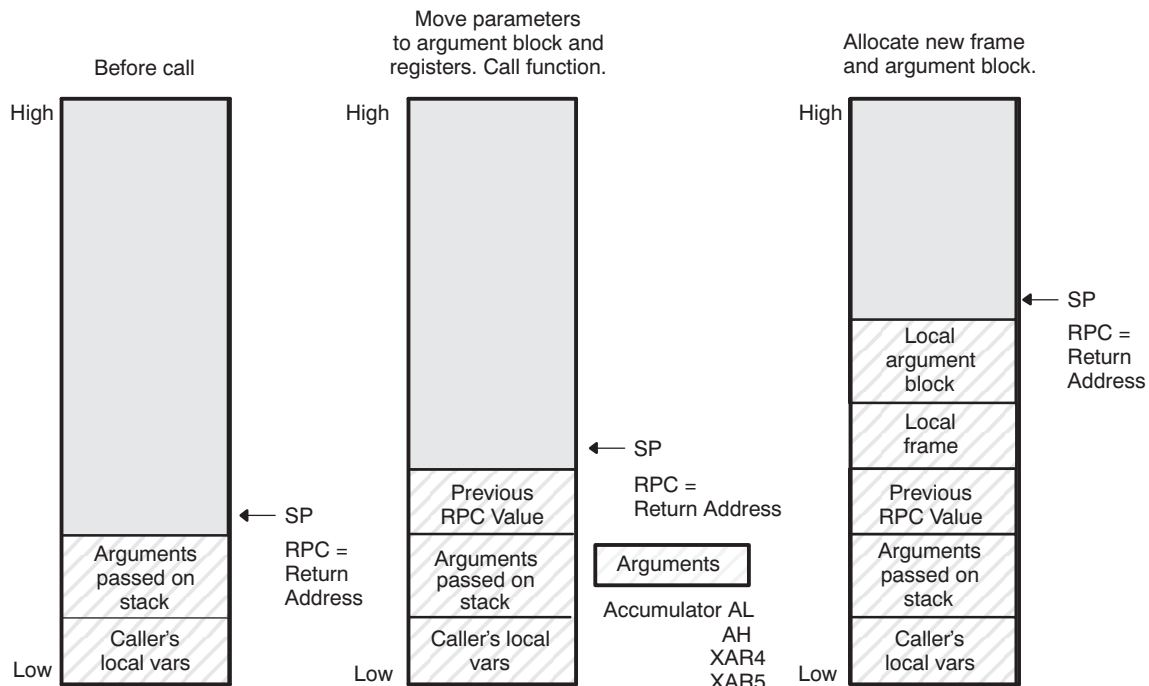 Before call
High
SP
RPC =
Return
Address
Arguments
passed on
stack
Caller's
local vars
Low
Move parameters
to argument block and
registers. Call function.
High
SP
RPC =
Return Address
Previous
RPC Value
Arguments
passed on
stack
Caller's local
vars
Low
Arguments
Accumulator AL
AH
XAR4
XAR5
Allocate new frame
and argument block.
High
SP
RPC =
Return
Address
Local
argument
block
Local
frame
Previous
RPC Value
Arguments
passed on
stack
Caller's
local vars
Low